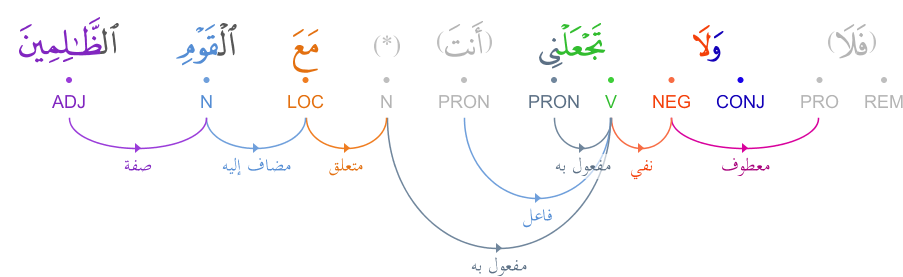 (فَلَا) وَلَا تَجْعَلْنِى (أَنتَ) (*) مَعَ ٱلْقَوْمِ ٱلظَّـٰلِمِينَ
REM PRO CONJ NEG V PRON PRON N LOC N ADJ
معطوف نفي مفعول به متعلق مضاف إليه صفة
فاعل
مفعول به